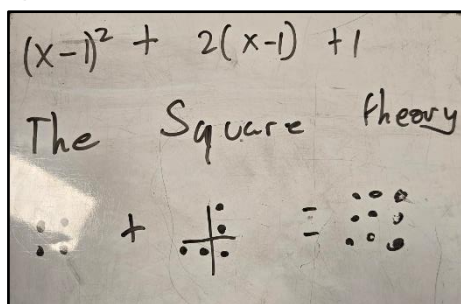 (x-1)² + 2(x-1) +1
The Square theory
+ =